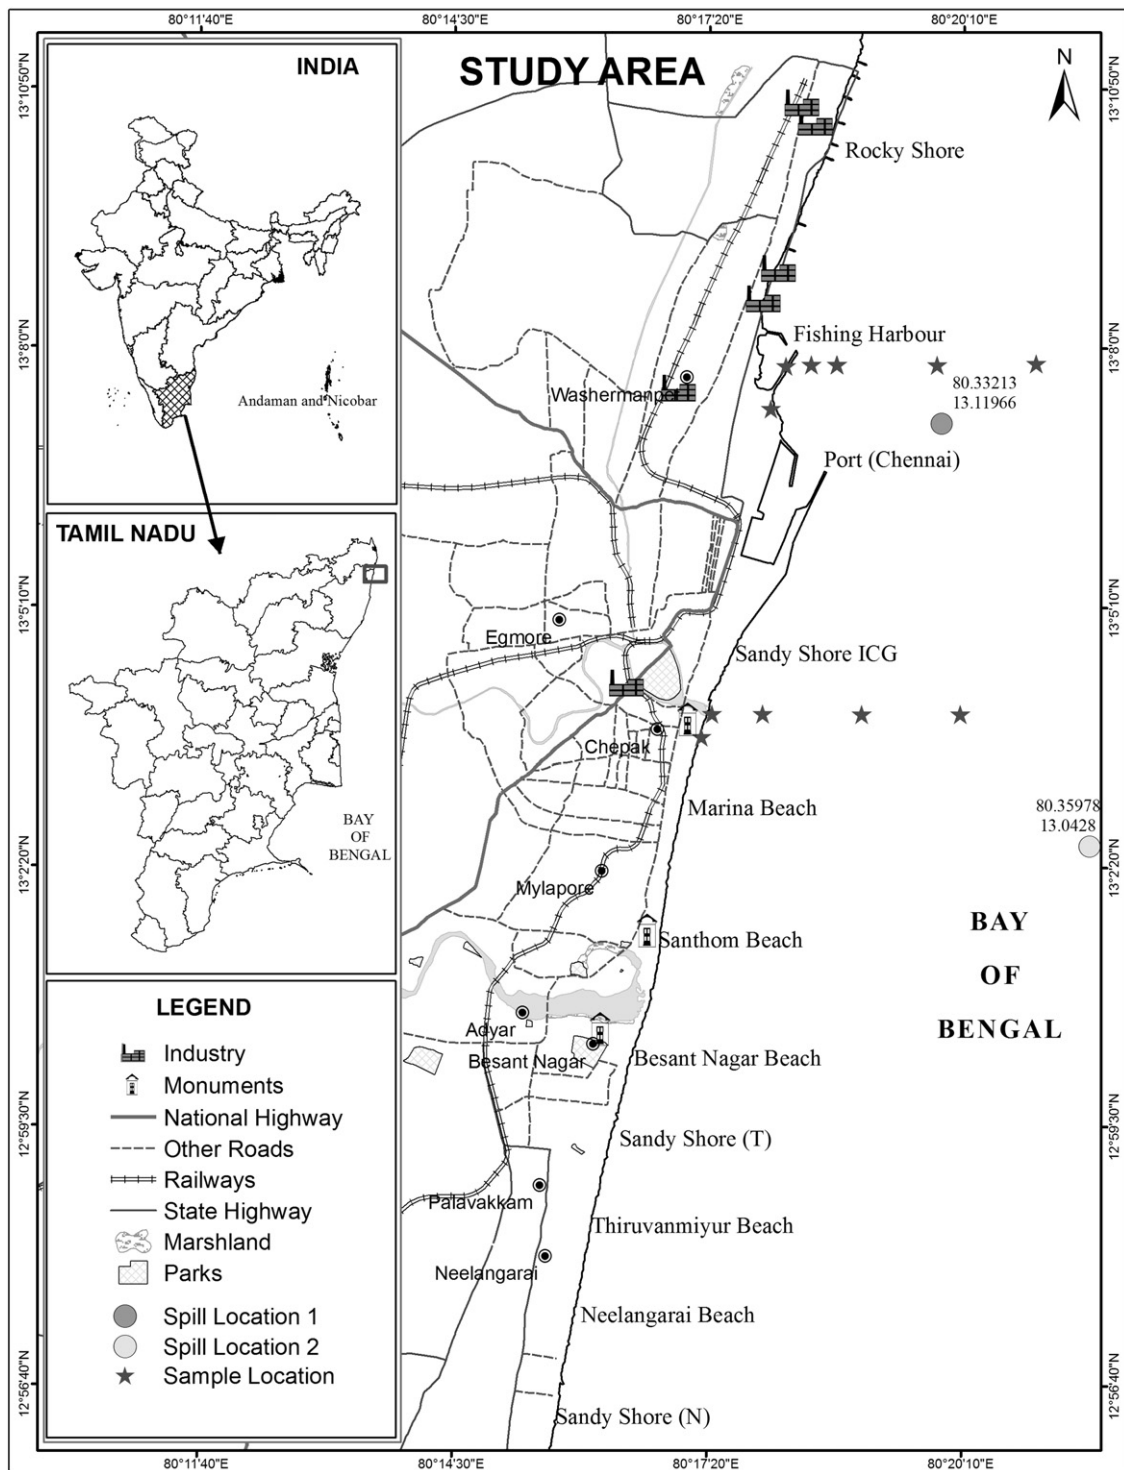 80°11'40"E
80°14'30"E
80°17'20"E
80°20'10"E
13°10'50"N
13°8'0"N
13°5'10"N
13°2'20"N
12°59'30"N
12°56'40"N
INDIA
Andaman and Nicobar
TAMIL NADU
BAY
OF
BENGAL
LEGEND
Industry
Monuments
National Highway
Other Roads
Railways
State Highway
Marshland
Parks
Spill Location 1
Spill Location 2
Sample Location
STUDY AREA
N
Rocky Shore
Fishing Harbour
Washermanpe
80.33213
13.11966
Port (Chennai)
Egmore
Sandy Shore ICG
Chepak
Marina Beach
80.35978
13.0428
Mylapore
Santhom Beach
BAY
OF
BENGAL
Adyar
Besant Nagar
Besant Nagar Beach
Sandy Shore (T)
Palavakkam
Thiruvanmiyur Beach
Neelangarai
Neelangarai Beach
Sandy Shore (N)
13°10'50"N
13°8'0"N
13°5'10"N
13°2'20"N
12°59'30"N
12°56'40"N
80°11'40"E
80°14'30"E
80°17'20"E
80°20'10"E